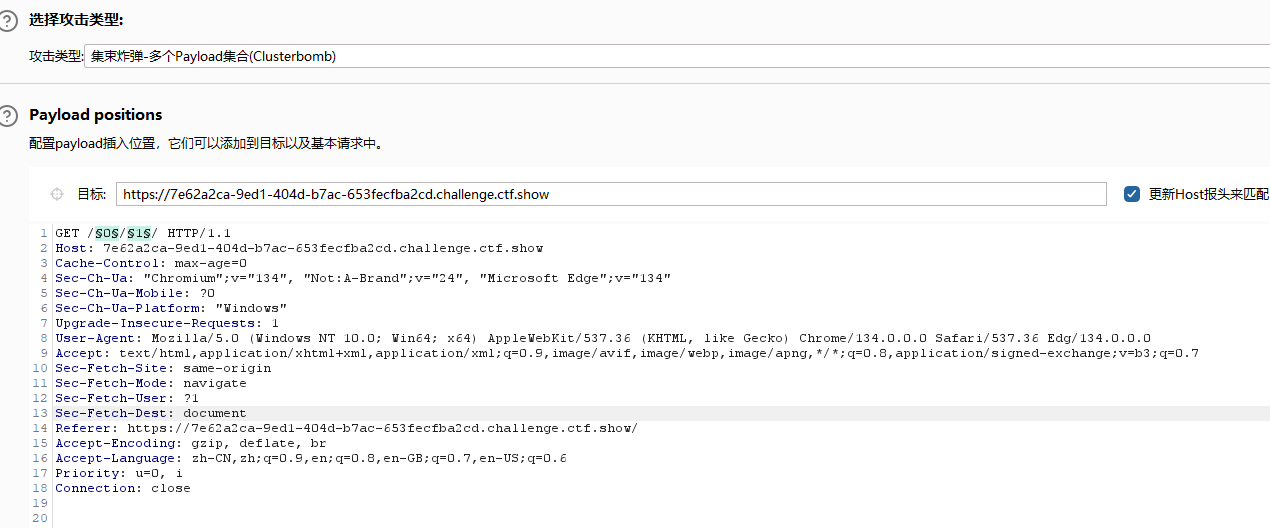 选择攻击类型:
攻击类型: 集束炸弹-多个Payload集合(Clusterbomb)
Payload positions
配置payload插入位置，它们可以添加到目标以及基本请求中。
目标: https://7e62a2ca-9ed1-404d-b7ac-653fecfba2cd.challenge.ctf.show 更新Host报头来匹配
1 GET /§0§/§1§/ HTTP/1.1
2 Host: 7e62a2ca-9ed1-404d-b7ac-653fecfba2cd.challenge.ctf.show
3 Cache-Control: max-age=0
4 Sec-Ch-Ua: "Chromium";v="134", "Not:A-Brand";v="24", "Microsoft Edge";v="134"
5 Sec-Ch-Ua-Mobile: ?0
6 Sec-Ch-Ua-Platform: "Windows"
7 Upgrade-Insecure-Requests: 1
8 User-Agent: Mozilla/5.0 (Windows NT 10.0; Win64; x64) AppleWebKit/537.36 (KHTML, like Gecko) Chrome/134.0.0.0 Safari/537.36 Edg/134.0.0.0
9 Accept: text/html,application/xhtml+xml,application/xml;q=0.9,image/avif,image/webp,image/apng,*/*;q=0.8,application/signed-exchange;v=b3;q=0.7
10 Sec-Fetch-Site: same-origin
11 Sec-Fetch-Mode: navigate
12 Sec-Fetch-User: ?1
13 Sec-Fetch-Dest: document
14 Referer: https://7e62a2ca-9ed1-404d-b7ac-653fecfba2cd.challenge.ctf.show/
15 Accept-Encoding: gzip, deflate, br
16 Accept-Language: zh-CN,zh;q=0.9,en;q=0.8,en-GB;q=0.7,en-US;q=0.6
17 Priority: u=0, i
18 Connection: close
19
20